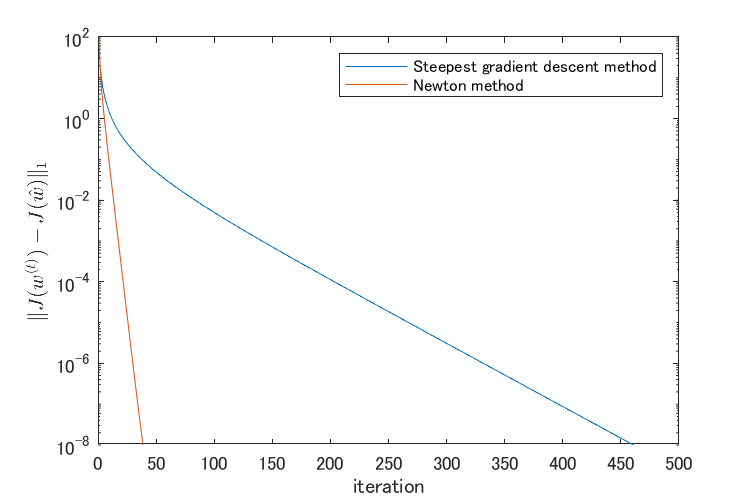 10^2
10^0
10^-2
10^-4
10^-6
10^-8
‖J(w^(t)) − J(ŵ)‖1
Steepest gradient descent method
Newton method
0 50 100 150 200 250 300 350 400 450 500
iteration